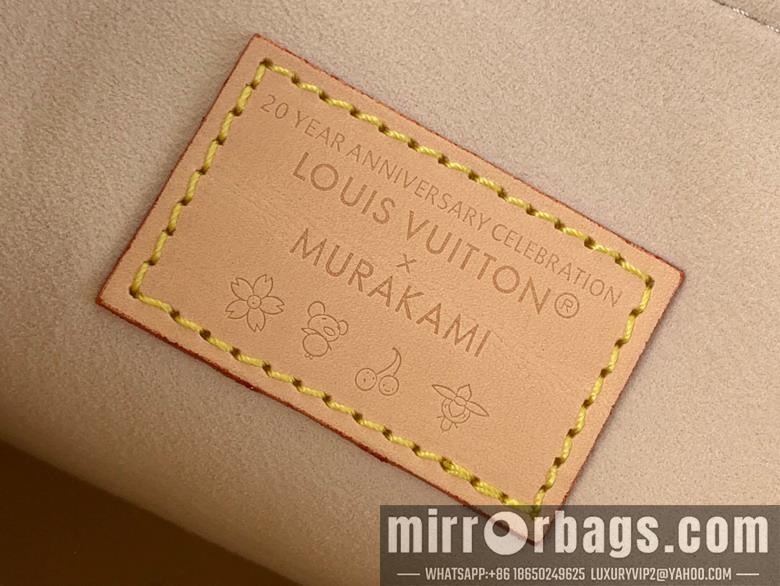 20 YEAR ANNIVERSARY CELEBRATION
LOUIS VUITTON®
×
MURAKAMI
mirrorbags.com
WHATSAPP:+86 18650249625 LUXURYVIP2@YAHOO.COM